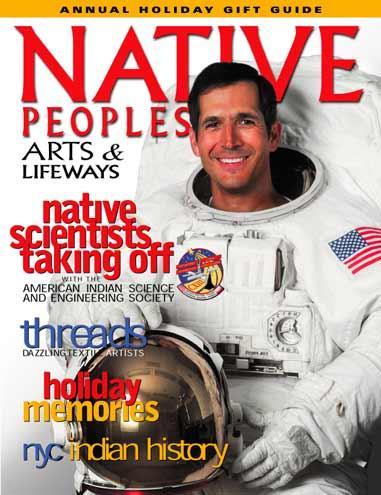 ANNUAL HOLIDAY GIFT GUIDE
NATIVE
PEOPLES
ARTS &
LIFEWAYS
native
scientists
taking off
WITH THE
AMERICAN INDIAN SCIENCE
AND ENGINEERING SOCIETY
threads
DAZZLING TEXTILE ARTISTS
holiday
memories
nyc indian history